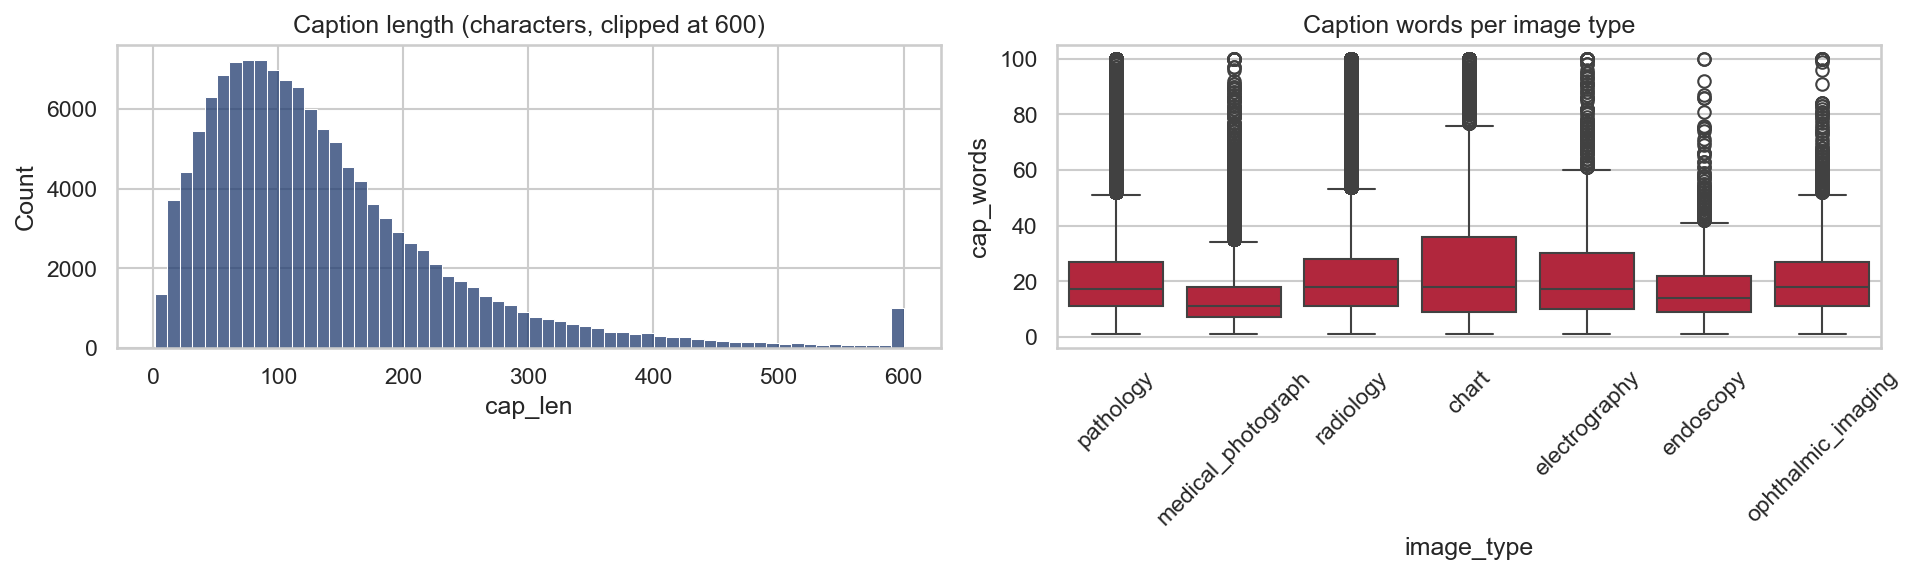 Caption length (characters, clipped at 600)
Count
6000
4000
2000
0
0 100 200 300 400 500 600
cap_len
Caption words per image type
cap_words
100
80
60
40
20
0
pathology
medical_photograph
radiology
chart
electrography
endoscopy
ophthalmic_imaging
image_type